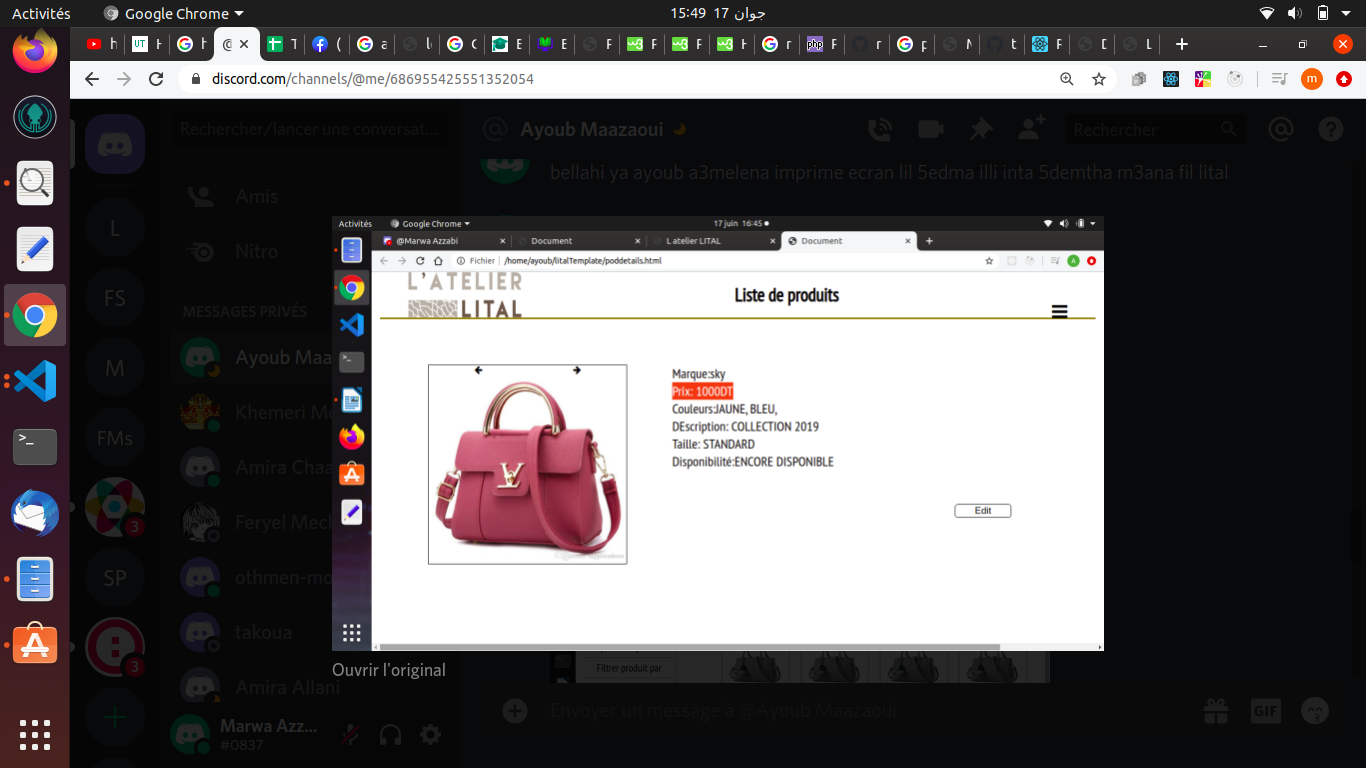 Activités
Google Chrome
15:49 17 جوان
discord.com/channels/@me/686955425551352054
Rechercher/lancer une conversat...
Ayoub Maazaoui
Rechercher
bellahi ya ayoub a3melena imprime ecran lil 5edma illi inta 5demtha m3ana fil lital
L
Amis
Nitro
FS
MESSAGES PRIVÉS
M
Ayoub Maa
FMs
Khemeri Mo
Amira Chaa
3
Feryel Mech
SP
othmen-mo
takoua
3
Amira Allani
Marwa Azz...
#0837
Activités
Google Chrome
17 juin 16:45
@Marwa Azzabi
Document
L atelier LITAL
Document
Fichier
/home/ayoub/litalTemplate/poddetails.html
A
L'ATELIER
LITAL
Liste de produits
Marque:sky
Prix: 1000DT
Couleurs:JAUNE, BLEU,
DEscription: COLLECTION 2019
Taille: STANDARD
Disponibilité:ENCORE DISPONIBLE
Edit
Ouvrir l'original
Filtrer produit par
Envoyer un message à @Ayoub Maazaoui
GIF